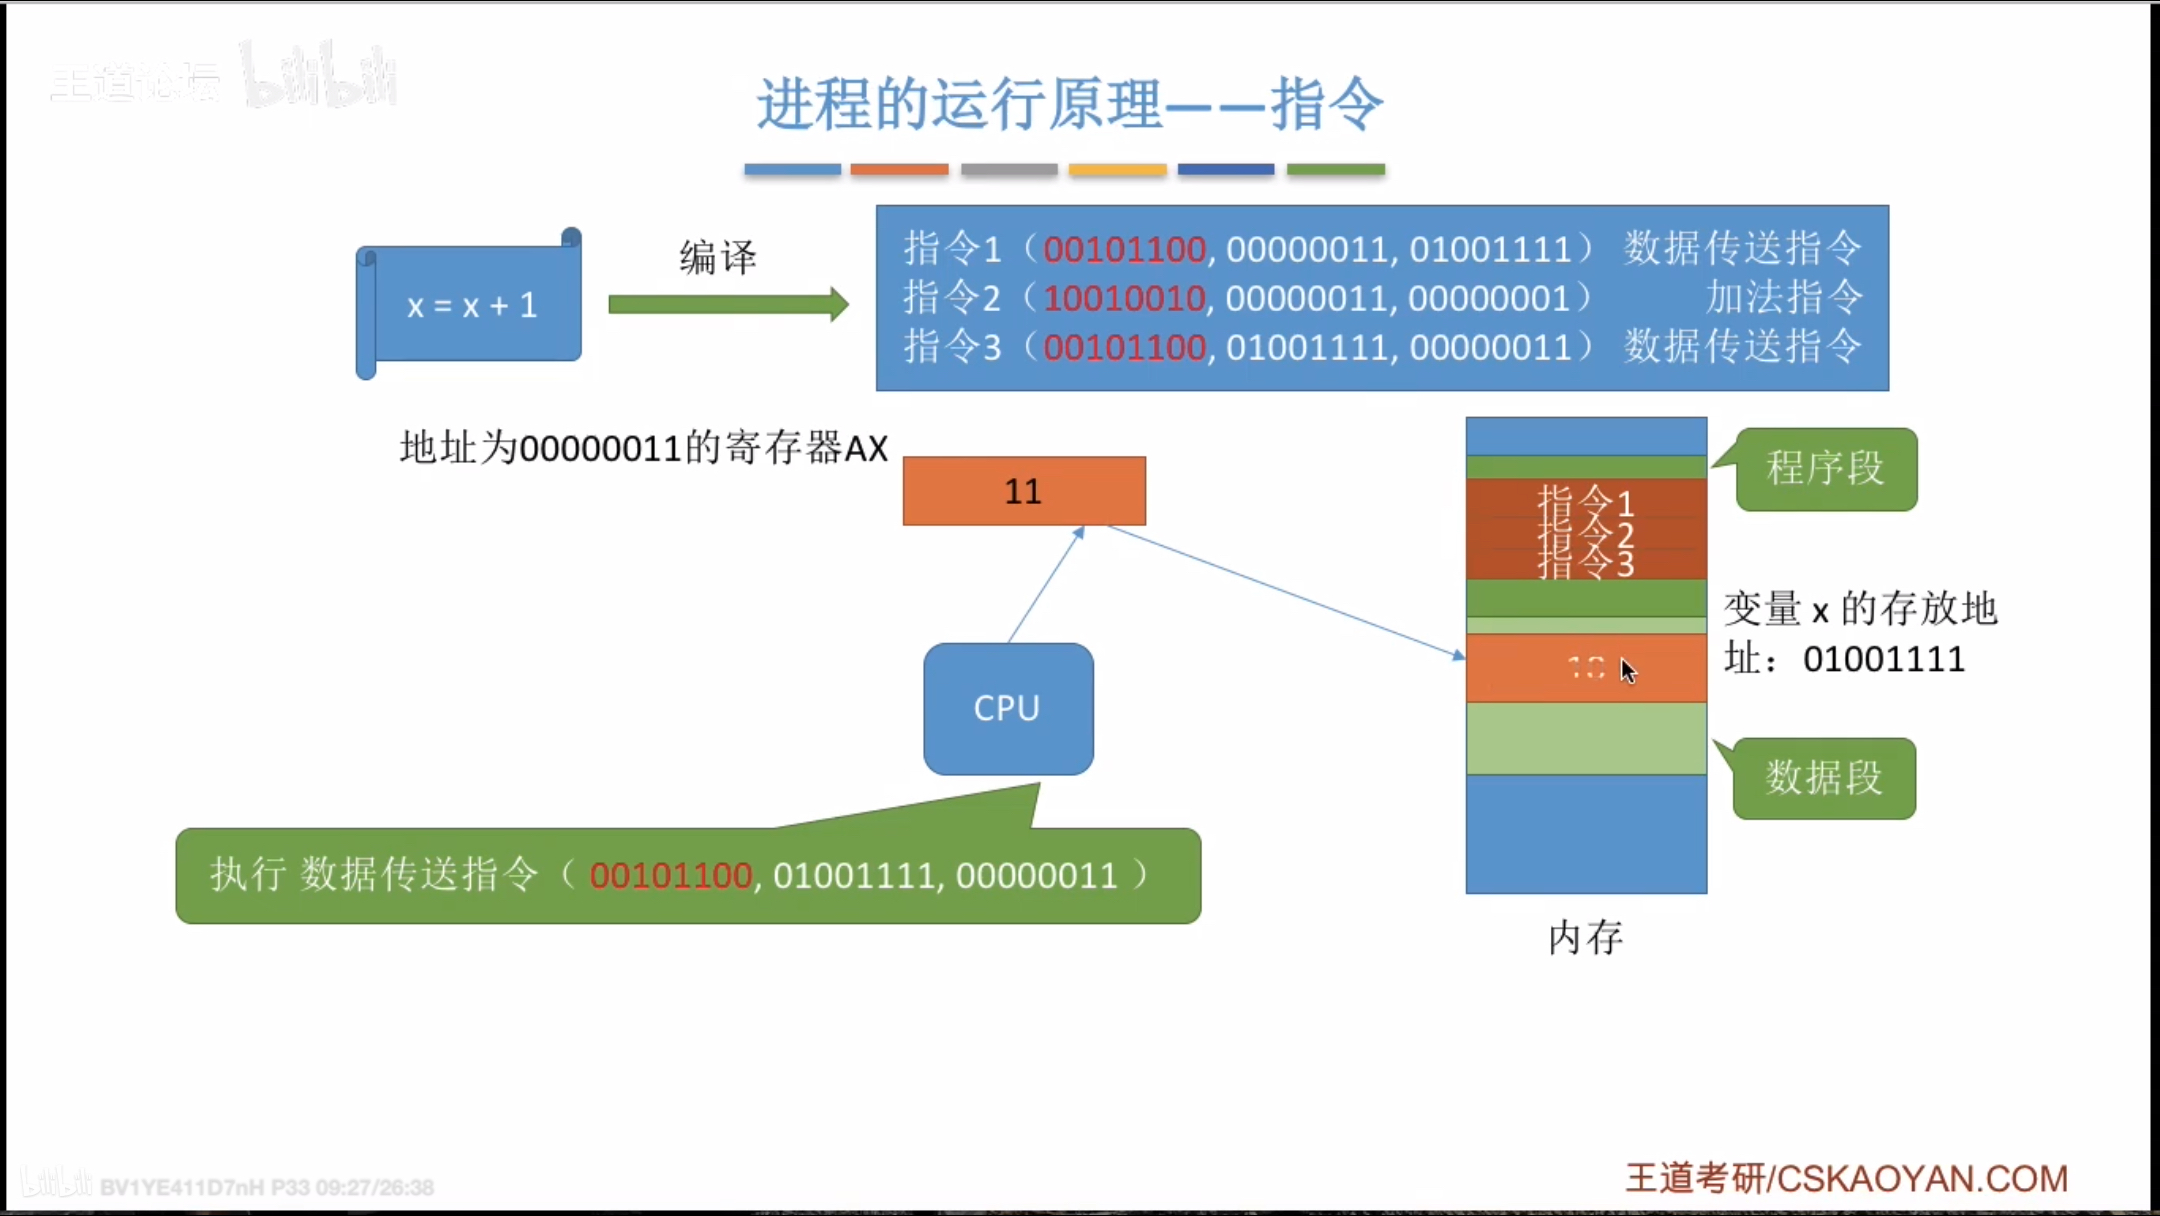 王道论坛 bilibili
进程的运行原理——指令
x = x + 1
编译
指令1（00101100, 00000011, 01001111） 数据传送指令
指令2（10010010, 00000011, 00000001） 加法指令
指令3（00101100, 01001111, 00000011） 数据传送指令
地址为00000011的寄存器AX
11
程序段
指令1
指令2
指令3
变量 x 的存放地
址：01001111
CPU
数据段
执行 数据传送指令（ 00101100, 01001111, 00000011 ）
内存
bilibili BV1YE411D7nH P33 09:27/26:38
王道考研/CSKAOYAN.COM